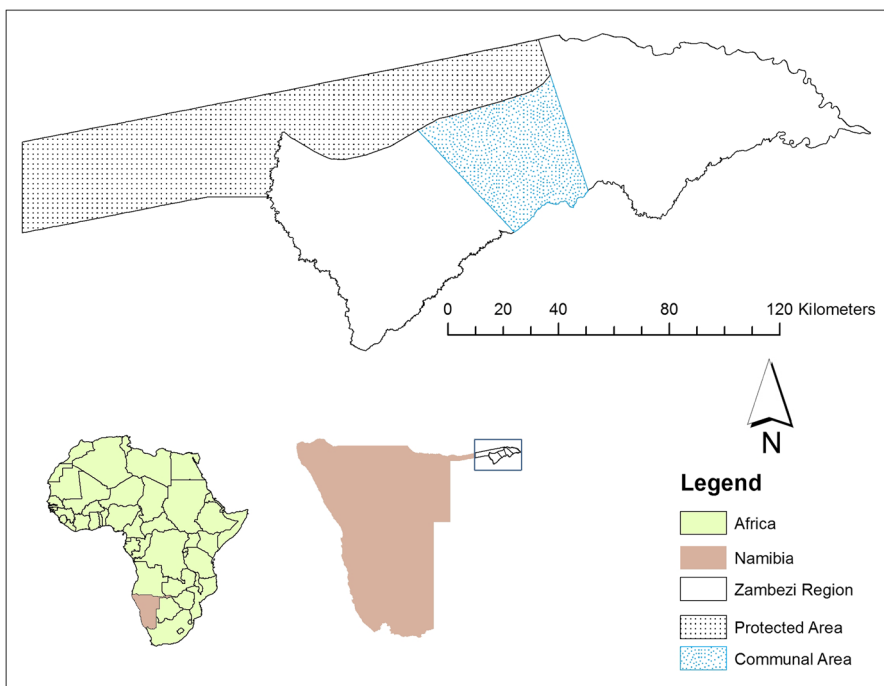 0 20 40 80 120 Kilometers
N
Legend
Africa
Namibia
Zambezi Region
Protected Area
Communal Area